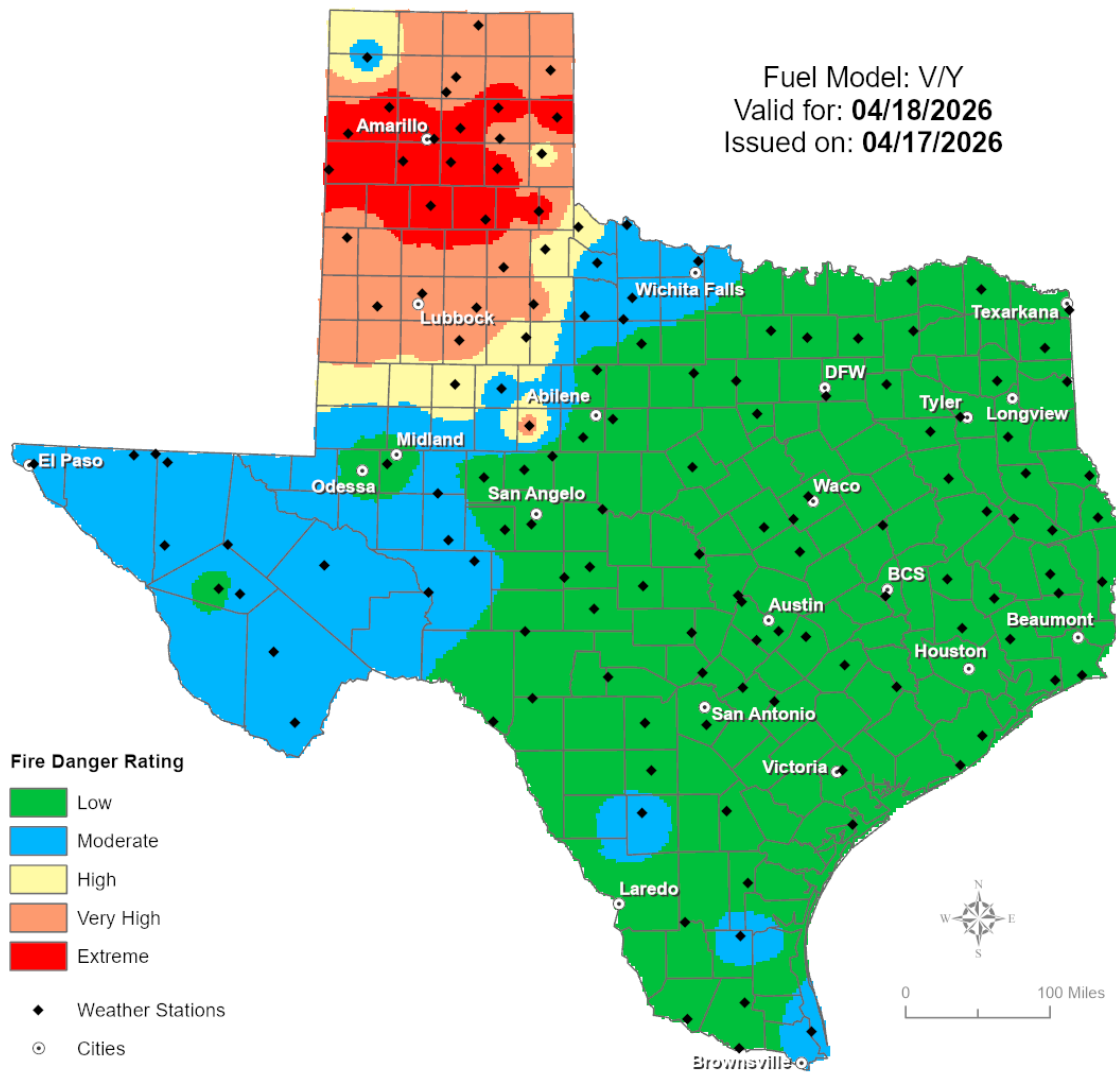 Fuel Model: V/Y
Valid for: 04/18/2026
Issued on: 04/17/2026
Amarillo
Wichita Falls
Lubbock
Texarkana
DFW
Abilene
Tyler
Longview
Midland
El Paso
Odessa
San Angelo
Waco
BCS
Austin
Beaumont
Houston
San Antonio
Victoria
Laredo
Brownsville
Fire Danger Rating
Low
Moderate
High
Very High
Extreme
Weather Stations
Cities
N
W E
S
0 100 Miles